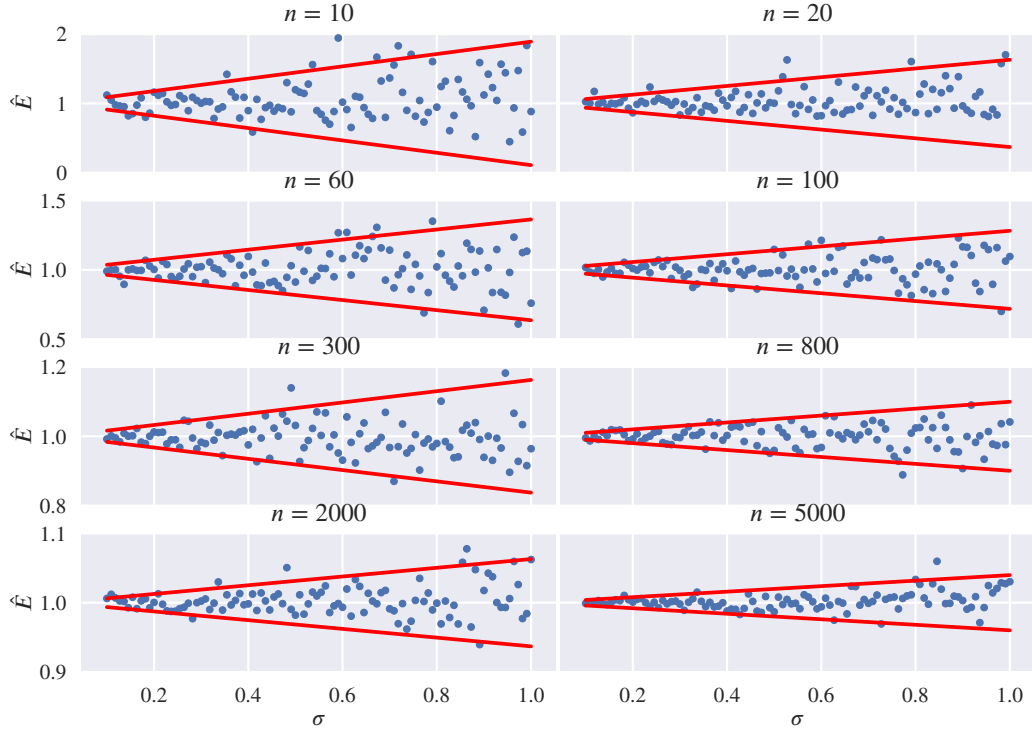 n = 10
n = 20
2
1
0
Ê
n = 60
n = 100
1.5
1.0
0.5
Ê
n = 300
n = 800
1.2
1.0
0.8
Ê
n = 2000
n = 5000
1.1
1.0
0.9
Ê
0.2 0.4 0.6 0.8 1.0
0.2 0.4 0.6 0.8 1.0
σ
σ